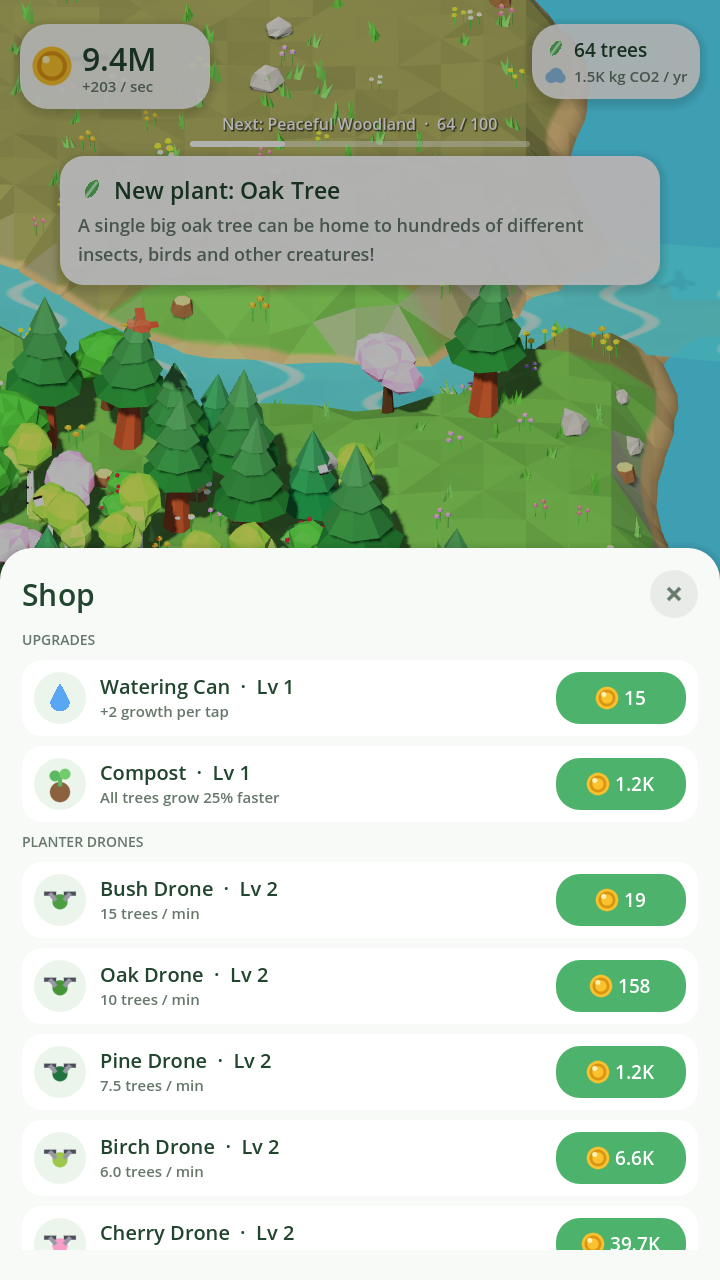 9.4M
+203 / sec
64 trees
1.5K kg CO2 / yr
Next: Peaceful Woodland · 64 / 100
New plant: Oak Tree
A single big oak tree can be home to hundreds of different
insects, birds and other creatures!
Shop
UPGRADES
Watering Can · Lv 1
+2 growth per tap
15
Compost · Lv 1
All trees grow 25% faster
1.2K
PLANTER DRONES
Bush Drone · Lv 2
15 trees / min
19
Oak Drone · Lv 2
10 trees / min
158
Pine Drone · Lv 2
7.5 trees / min
1.2K
Birch Drone · Lv 2
6.0 trees / min
6.6K
Cherry Drone · Lv 2
39.7K